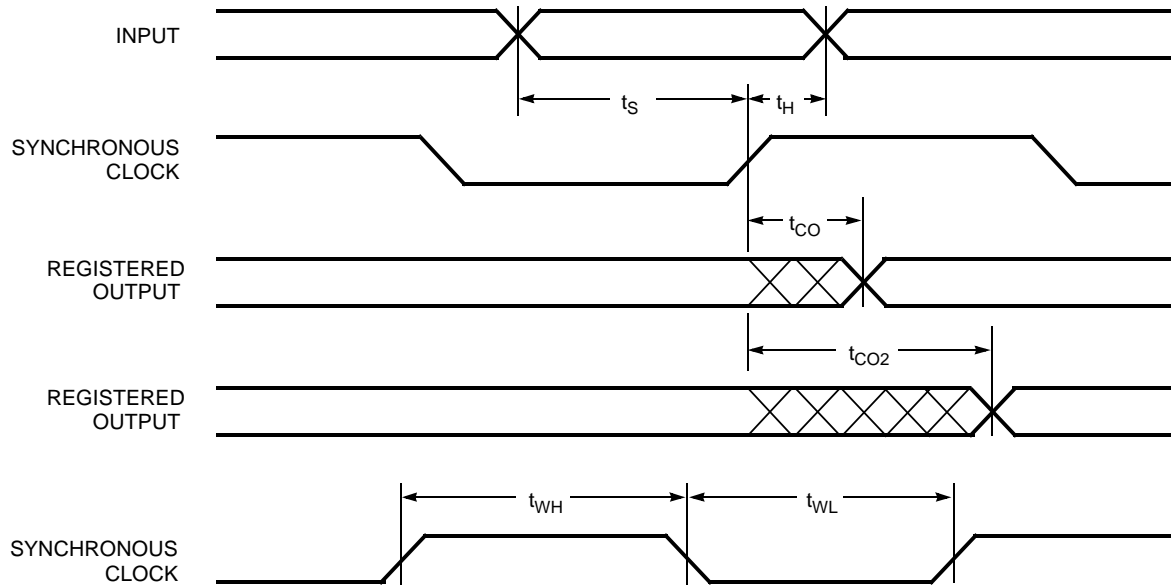 INPUT
tS
tH
SYNCHRONOUS
CLOCK
tCO
REGISTERED
OUTPUT
tCO2
REGISTERED
OUTPUT
tWH
tWL
SYNCHRONOUS
CLOCK